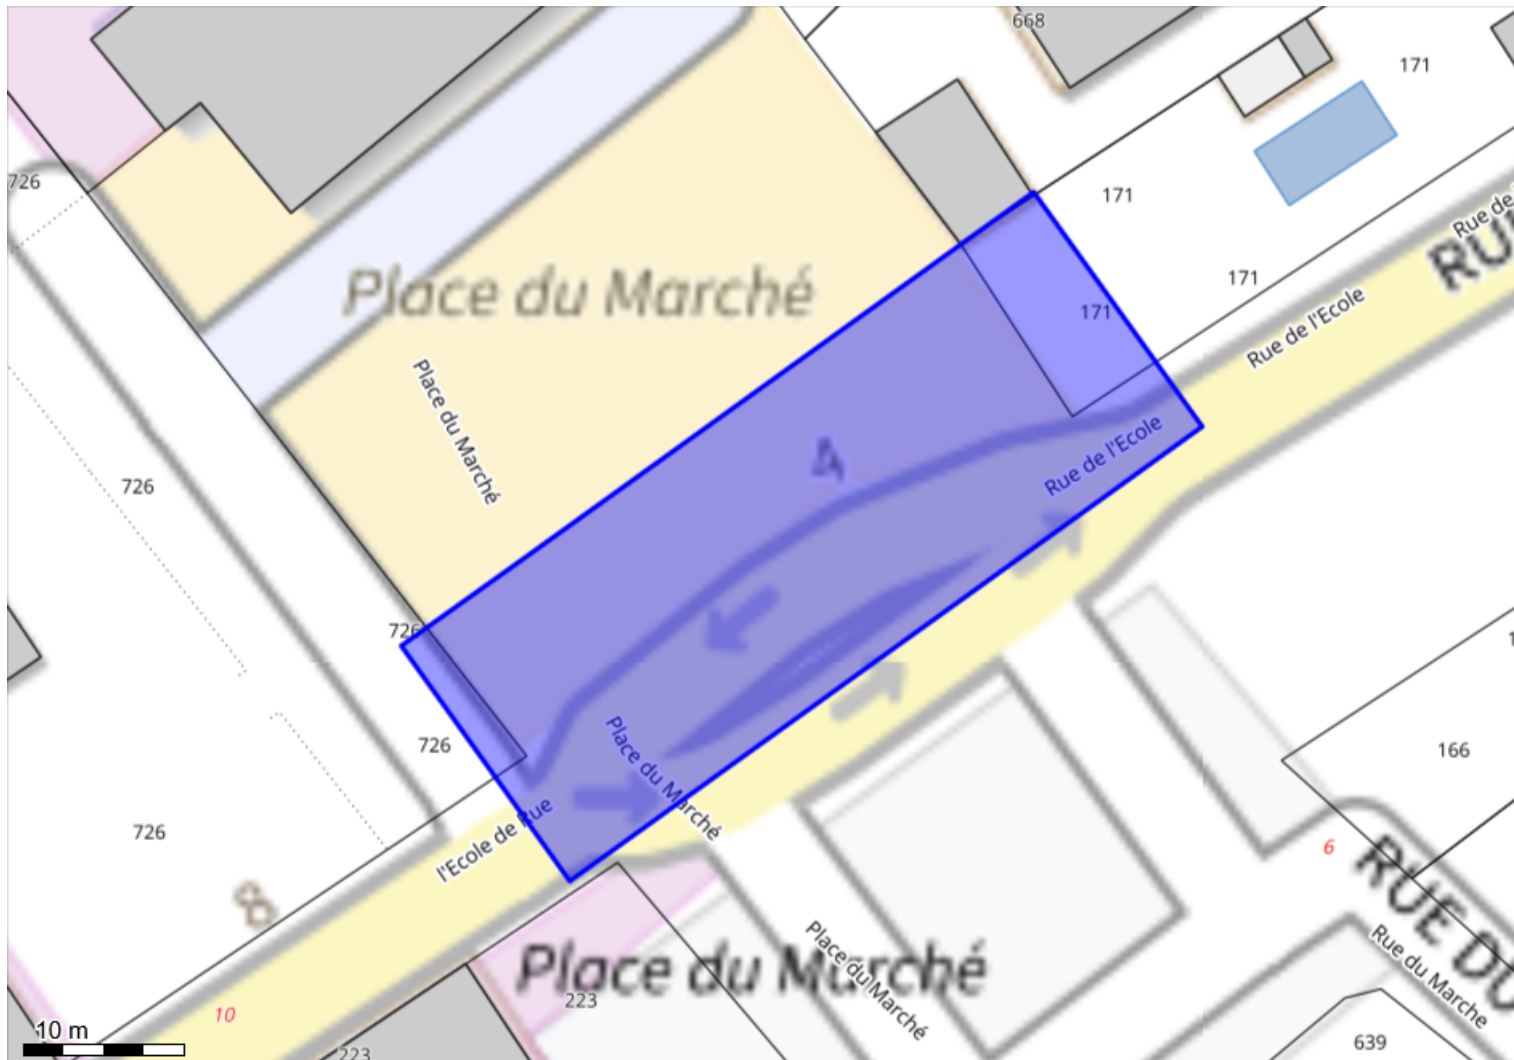 668
171
726
171
Rue de
RUE
171
Place du Marché
171
Rue de l'Ecole
Place du Marché
Rue de l'Ecole
726
726
726
Place du Marché
166
l'Ecole de Rue
726
6
8
RUE DU
Place du Marché
Place du Marché
Rue du Marche
223
10
10 m
639
223